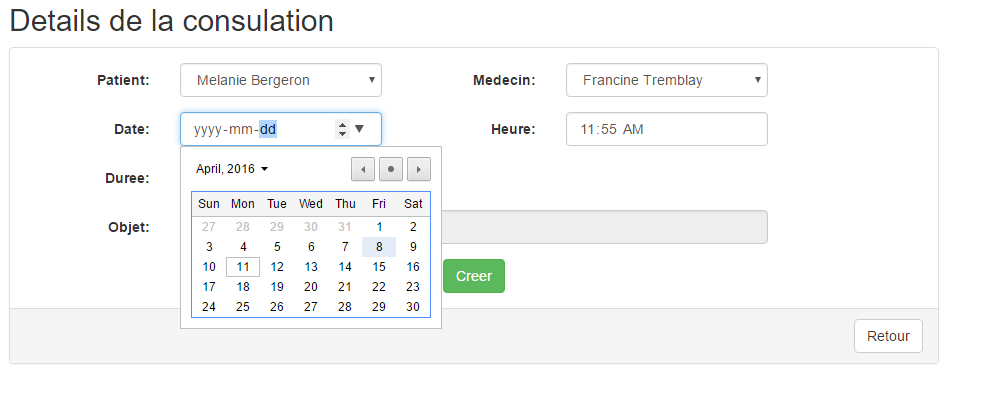 Details de la consulation
Patient: Melanie Bergeron Medecin: Francine Tremblay
Date: yyyy-mm-dd Heure: 11:55 AM
April, 2016
Duree:
Sun Mon Tue Wed Thu Fri Sat
Objet: 27 28 29 30 31 1 2
3 4 5 6 7 8 9
10 11 12 13 14 15 16
Creer
17 18 19 20 21 22 23
24 25 26 27 28 29 30
Retour